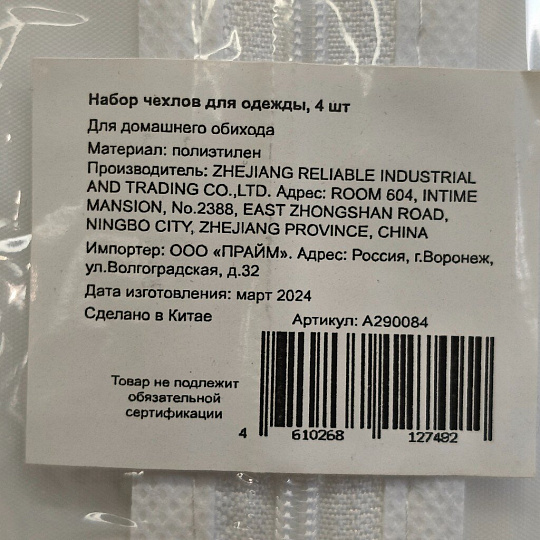 Набор чехлов для одежды, 4 шт
Для домашнего обихода
Материал: полиэтилен
Производитель: ZHEJIANG RELIABLE INDUSTRIAL
AND TRADING CO.,LTD. Адрес: ROOM 604, INTIME
MANSION, No.2388, EAST ZHONGSHAN ROAD,
NINGBO CITY, ZHEJIANG PROVINCE, CHINA
Импортер: ООО «ПРАЙМ». Адрес: Россия, г.Воронеж,
ул.Волгоградская, д.32
Дата изготовления: март 2024
Сделано в Китае
Артикул: A290084
Товар не подлежит
обязательной
сертификации
4 610268 127492